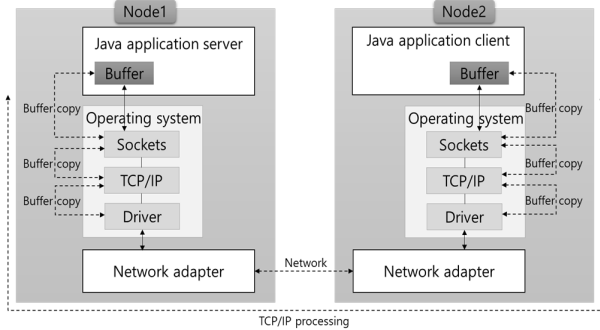 Node1
Node2
Java application server
Java application client
Buffer
Buffer
Buffer copy
Buffer copy
Operating system
Operating system
Sockets
Sockets
Buffer copy
Buffer copy
TCP/IP
TCP/IP
Buffer copy
Buffer copy
Driver
Driver
Network adapter
Network
Network adapter
TCP/IP processing